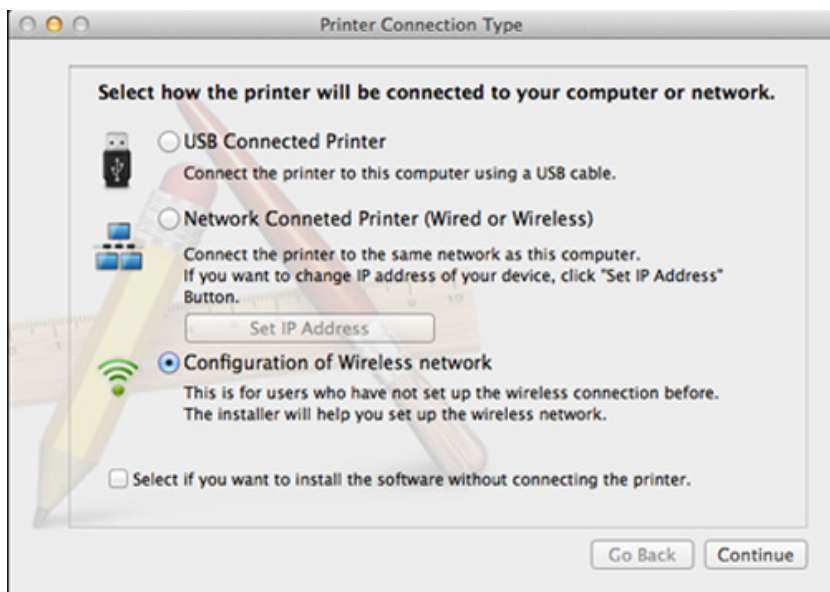 Printer Connection Type
Select how the printer will be connected to your computer or network.
USB Connected Printer
Connect the printer to this computer using a USB cable.
Network Conneted Printer (Wired or Wireless)
Connect the printer to the same network as this computer.
If you want to change IP address of your device, click "Set IP Address"
Button.
Set IP Address
Configuration of Wireless network
This is for users who have not set up the wireless connection before.
The installer will help you set up the wireless network.
Select if you want to install the software without connecting the printer.
Go Back
Continue